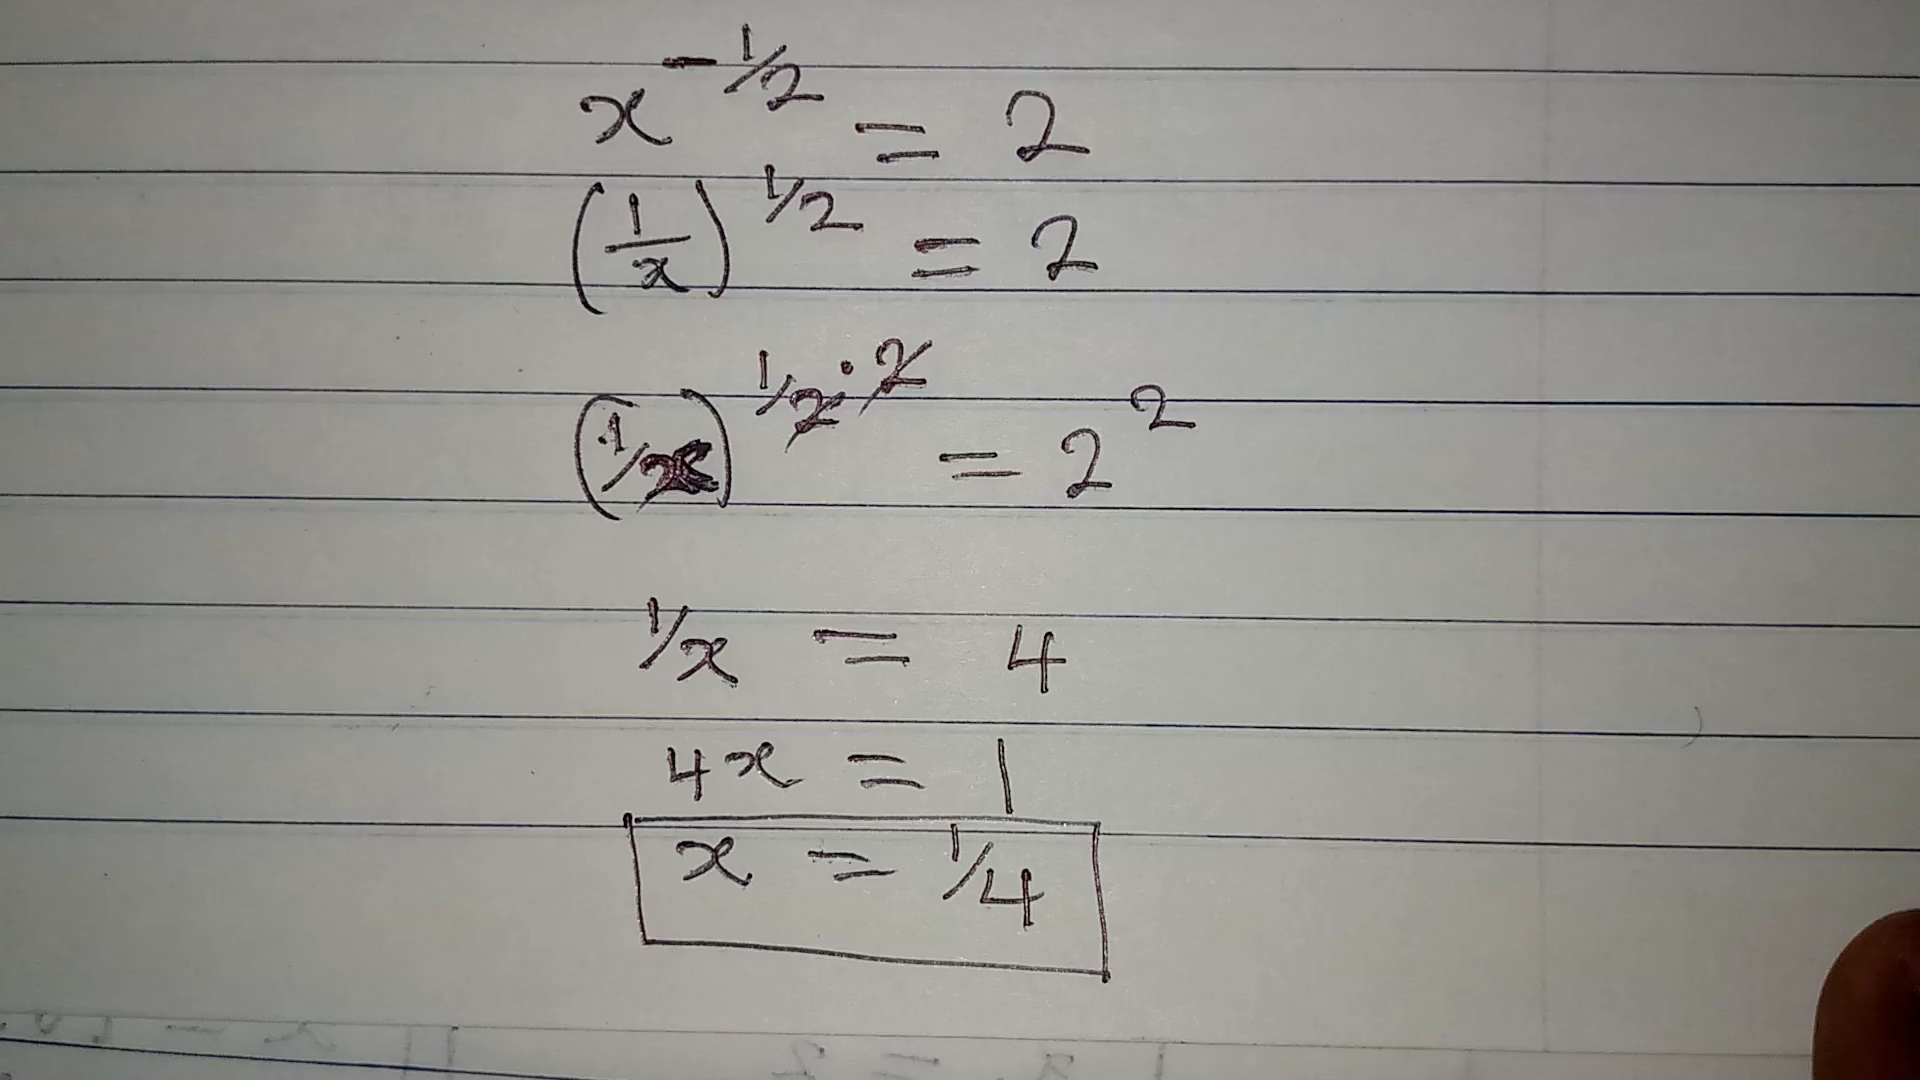 x^{-1/2} = 2
(1/x)^{1/2} = 2
(1/x)^{1/2 · 2} = 2^2
1/x = 4
4x = 1
x = 1/4